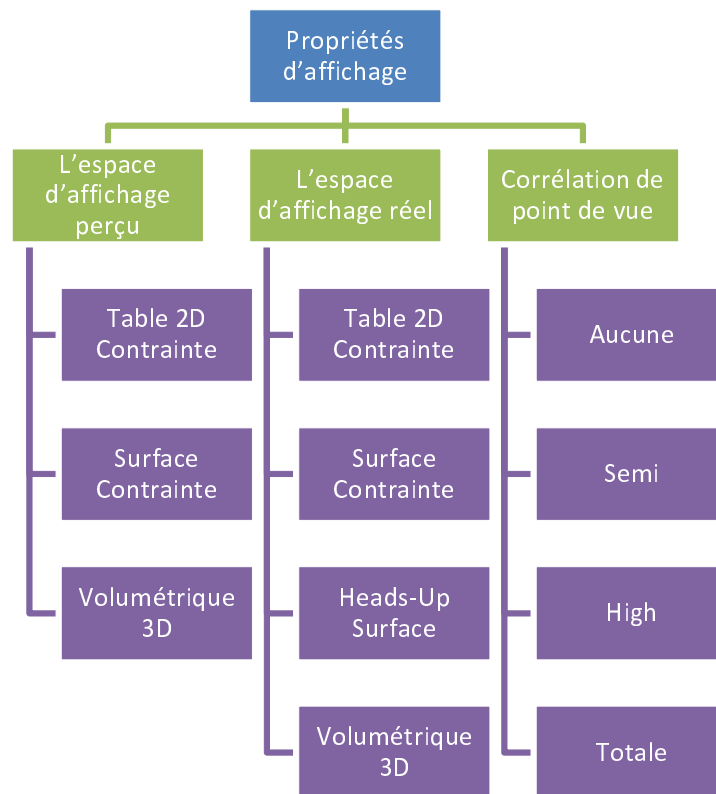 Propriétés
d'affichage
L'espace
d'affichage
perçu
Table 2D
Contrainte
Surface
Contrainte
Volumétrique
3D
L'espace
d'affichage réel
Table 2D
Contrainte
Surface
Contrainte
Heads-Up
Surface
Volumétrique
3D
Corrélation de
point de vue
Aucune
Semi
High
Totale